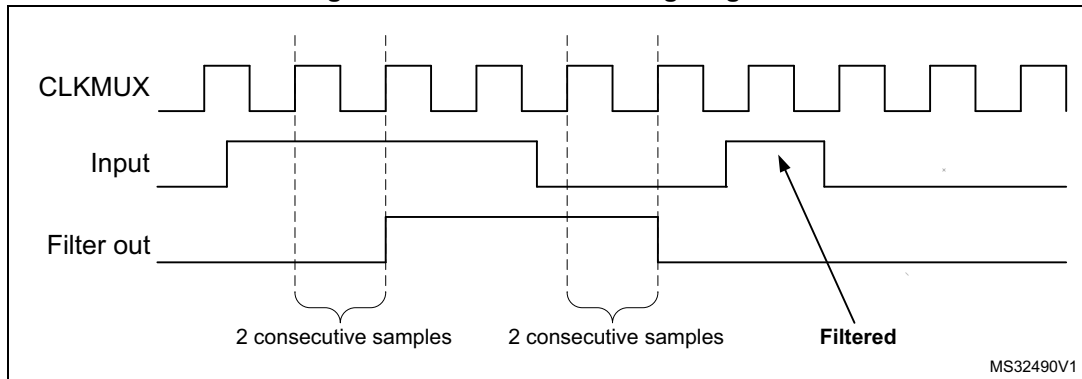 CLKMUX
Input
Filter out
2 consecutive samples
2 consecutive samples
Filtered
MS32490V1